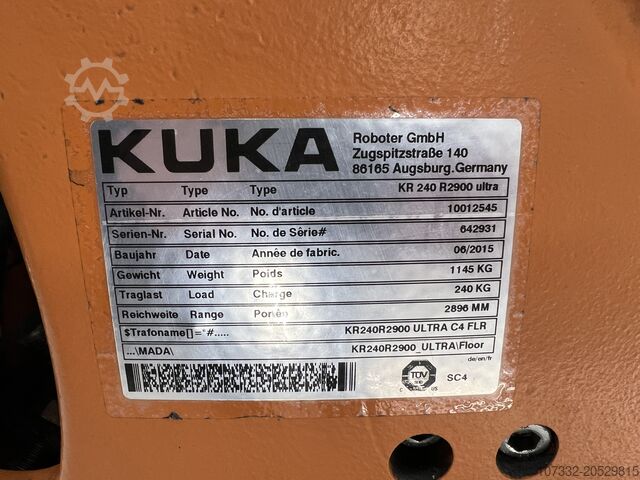 KUKA
Roboter GmbH
Zugspitzstraße 140
86165 Augsburg.Germany
Typ Type Type KR 240 R2900 ultra
Artikel-Nr. Article No. No. d'article 10012545
Serien-Nr. Serial No. No. de Série# 642931
Baujahr Date Année de fabric. 06/2015
Gewicht Weight Poids 1145 KG
Traglast Load Charge 240 KG
Reichweite Range Portée 2896 MM
$Trafoname[]="#..... KR240R2900 ULTRA C4 FLR
...\MADA\ KR240R2900_ULTRA\Floor
de/en/fr
TÜV
SC4
107332-20529815